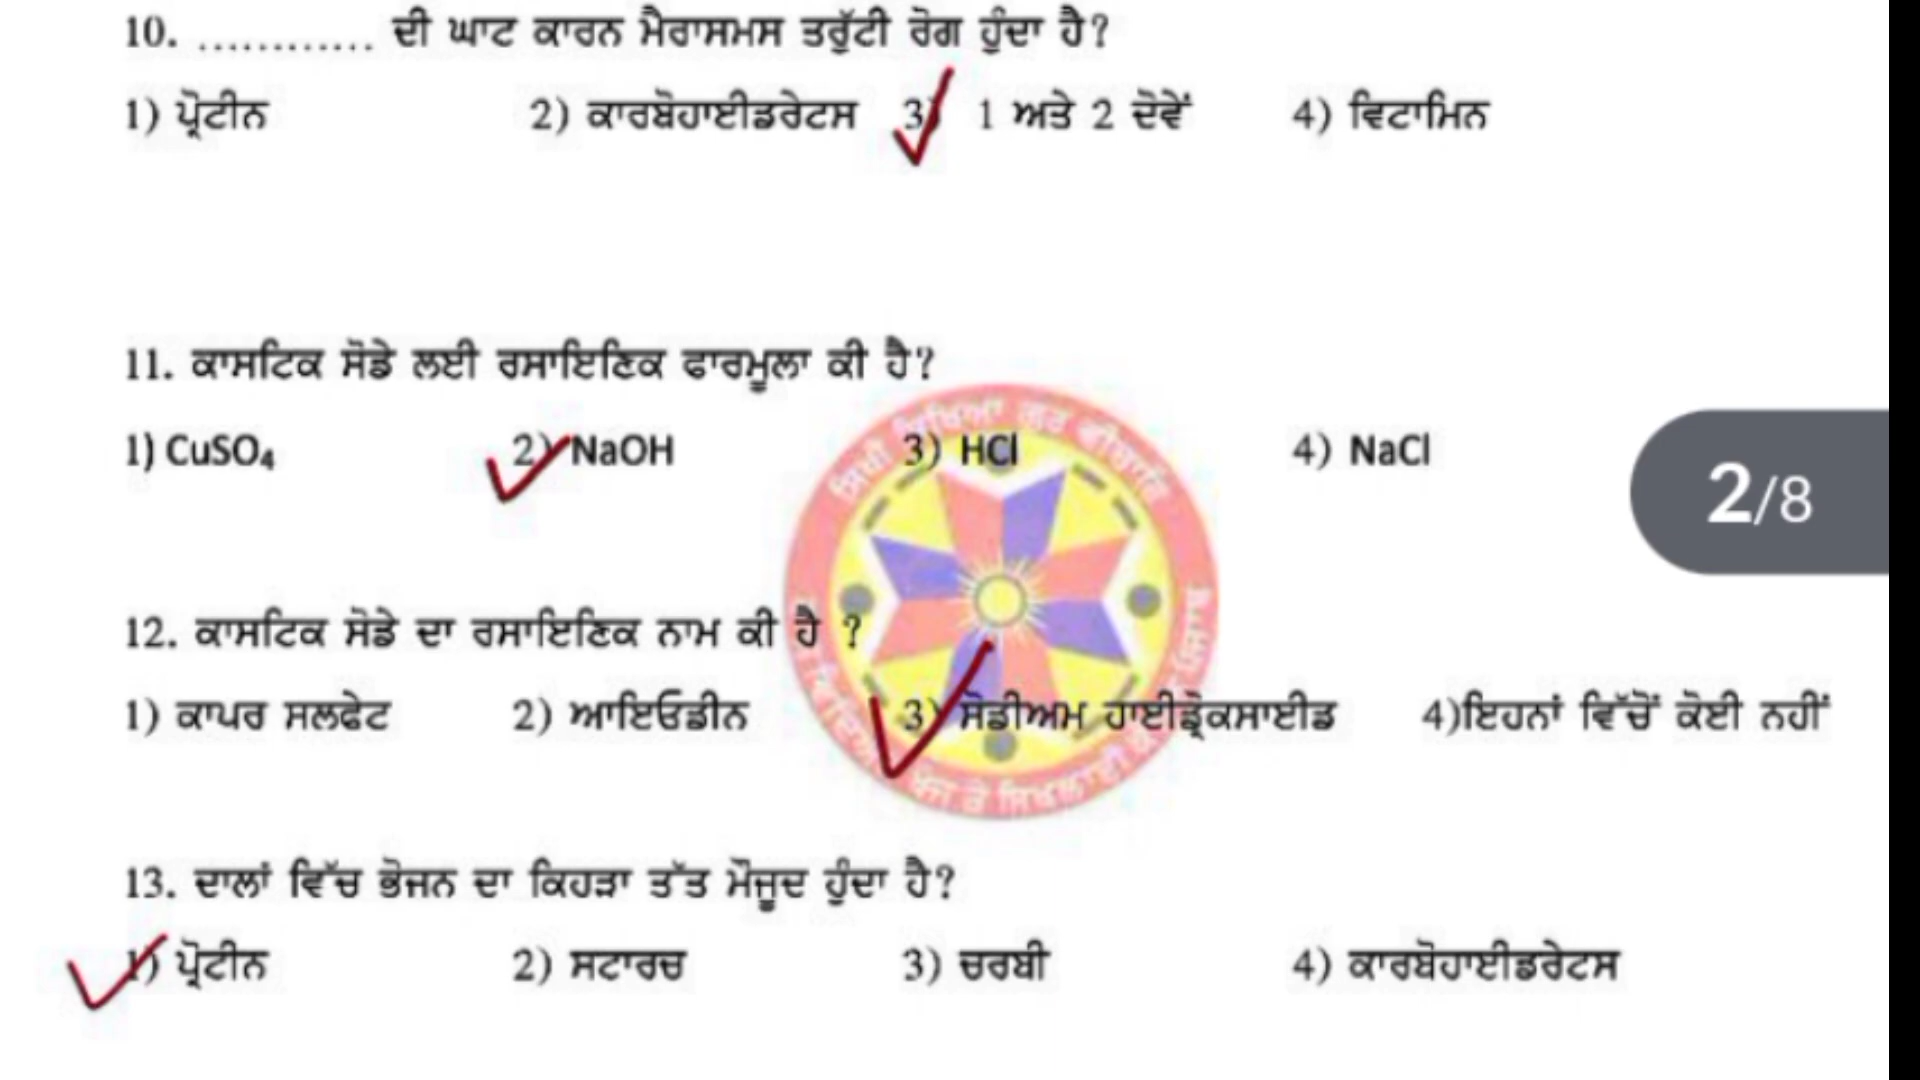 10. ............ ਦੀ ਘਾਟ ਕਾਰਨ ਮੈਰਾਸਮਸ ਤਰੁੱਟੀ ਰੋਗ ਹੁੰਦਾ ਹੈ?
1) ਪ੍ਰੋਟੀਨ 2) ਕਾਰਬੋਹਾਈਡਰੇਟਸ 3) 1 ਅਤੇ 2 ਦੋਵੇਂ 4) ਵਿਟਾਮਿਨ
11. ਕਾਸਟਿਕ ਸੋਡੇ ਲਈ ਰਸਾਇਣਿਕ ਫਾਰਮੂਲਾ ਕੀ ਹੈ?
1) CuSO₄ 2) NaOH 3) HCl 4) NaCl
2/8
12. ਕਾਸਟਿਕ ਸੋਡੇ ਦਾ ਰਸਾਇਣਿਕ ਨਾਮ ਕੀ ਹੈ ?
1) ਕਾਪਰ ਸਲਫੇਟ 2) ਆਇਓਡੀਨ 3) ਸੋਡੀਅਮ ਹਾਈਡ੍ਰੋਕਸਾਈਡ 4)ਇਹਨਾਂ ਵਿੱਚੋਂ ਕੋਈ ਨਹੀਂ
13. ਦਾਲਾਂ ਵਿੱਚ ਭੋਜਨ ਦਾ ਕਿਹੜਾ ਤੱਤ ਮੌਜੂਦ ਹੁੰਦਾ ਹੈ?
1) ਪ੍ਰੋਟੀਨ 2) ਸਟਾਰਚ 3) ਚਰਬੀ 4) ਕਾਰਬੋਹਾਈਡਰੇਟਸ